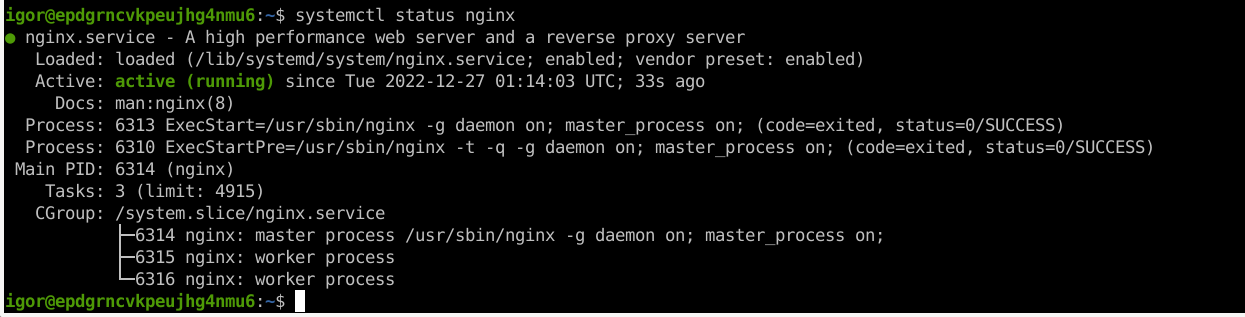 igor@epdgrncvkpeujhg4nmu6:~$ systemctl status nginx
● nginx.service - A high performance web server and a reverse proxy server
   Loaded: loaded (/lib/systemd/system/nginx.service; enabled; vendor preset: enabled)
   Active: active (running) since Tue 2022-12-27 01:14:03 UTC; 33s ago
     Docs: man:nginx(8)
  Process: 6313 ExecStart=/usr/sbin/nginx -g daemon on; master_process on; (code=exited, status=0/SUCCESS)
  Process: 6310 ExecStartPre=/usr/sbin/nginx -t -q -g daemon on; master_process on; (code=exited, status=0/SUCCESS)
 Main PID: 6314 (nginx)
    Tasks: 3 (limit: 4915)
   CGroup: /system.slice/nginx.service
           ├─6314 nginx: master process /usr/sbin/nginx -g daemon on; master_process on;
           ├─6315 nginx: worker process
           └─6316 nginx: worker process
igor@epdgrncvkpeujhg4nmu6:~$